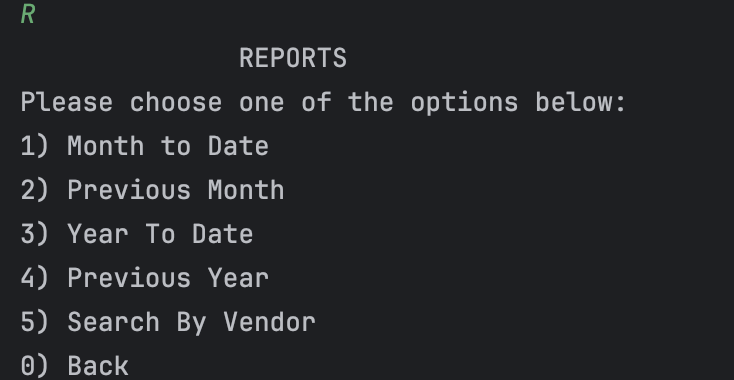 R
REPORTS
Please choose one of the options below:
1) Month to Date
2) Previous Month
3) Year To Date
4) Previous Year
5) Search By Vendor
0) Back